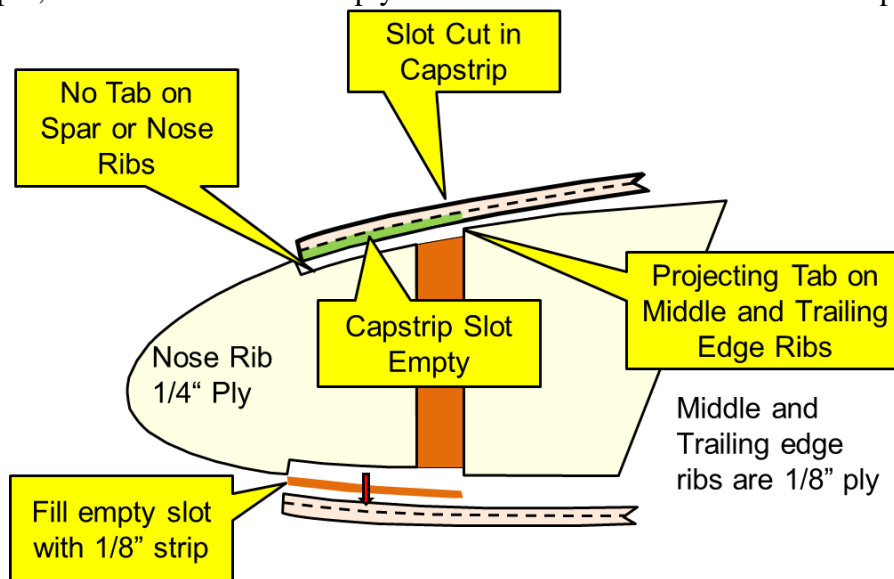 Slot Cut in
Capstrip
No Tab on
Spar or Nose
Ribs
Projecting Tab on
Middle and Trailing
Edge Ribs
Capstrip Slot
Empty
Nose Rib
1/4“ Ply
Middle and
Trailing edge
ribs are 1/8” ply
Fill empty slot
with 1/8” strip